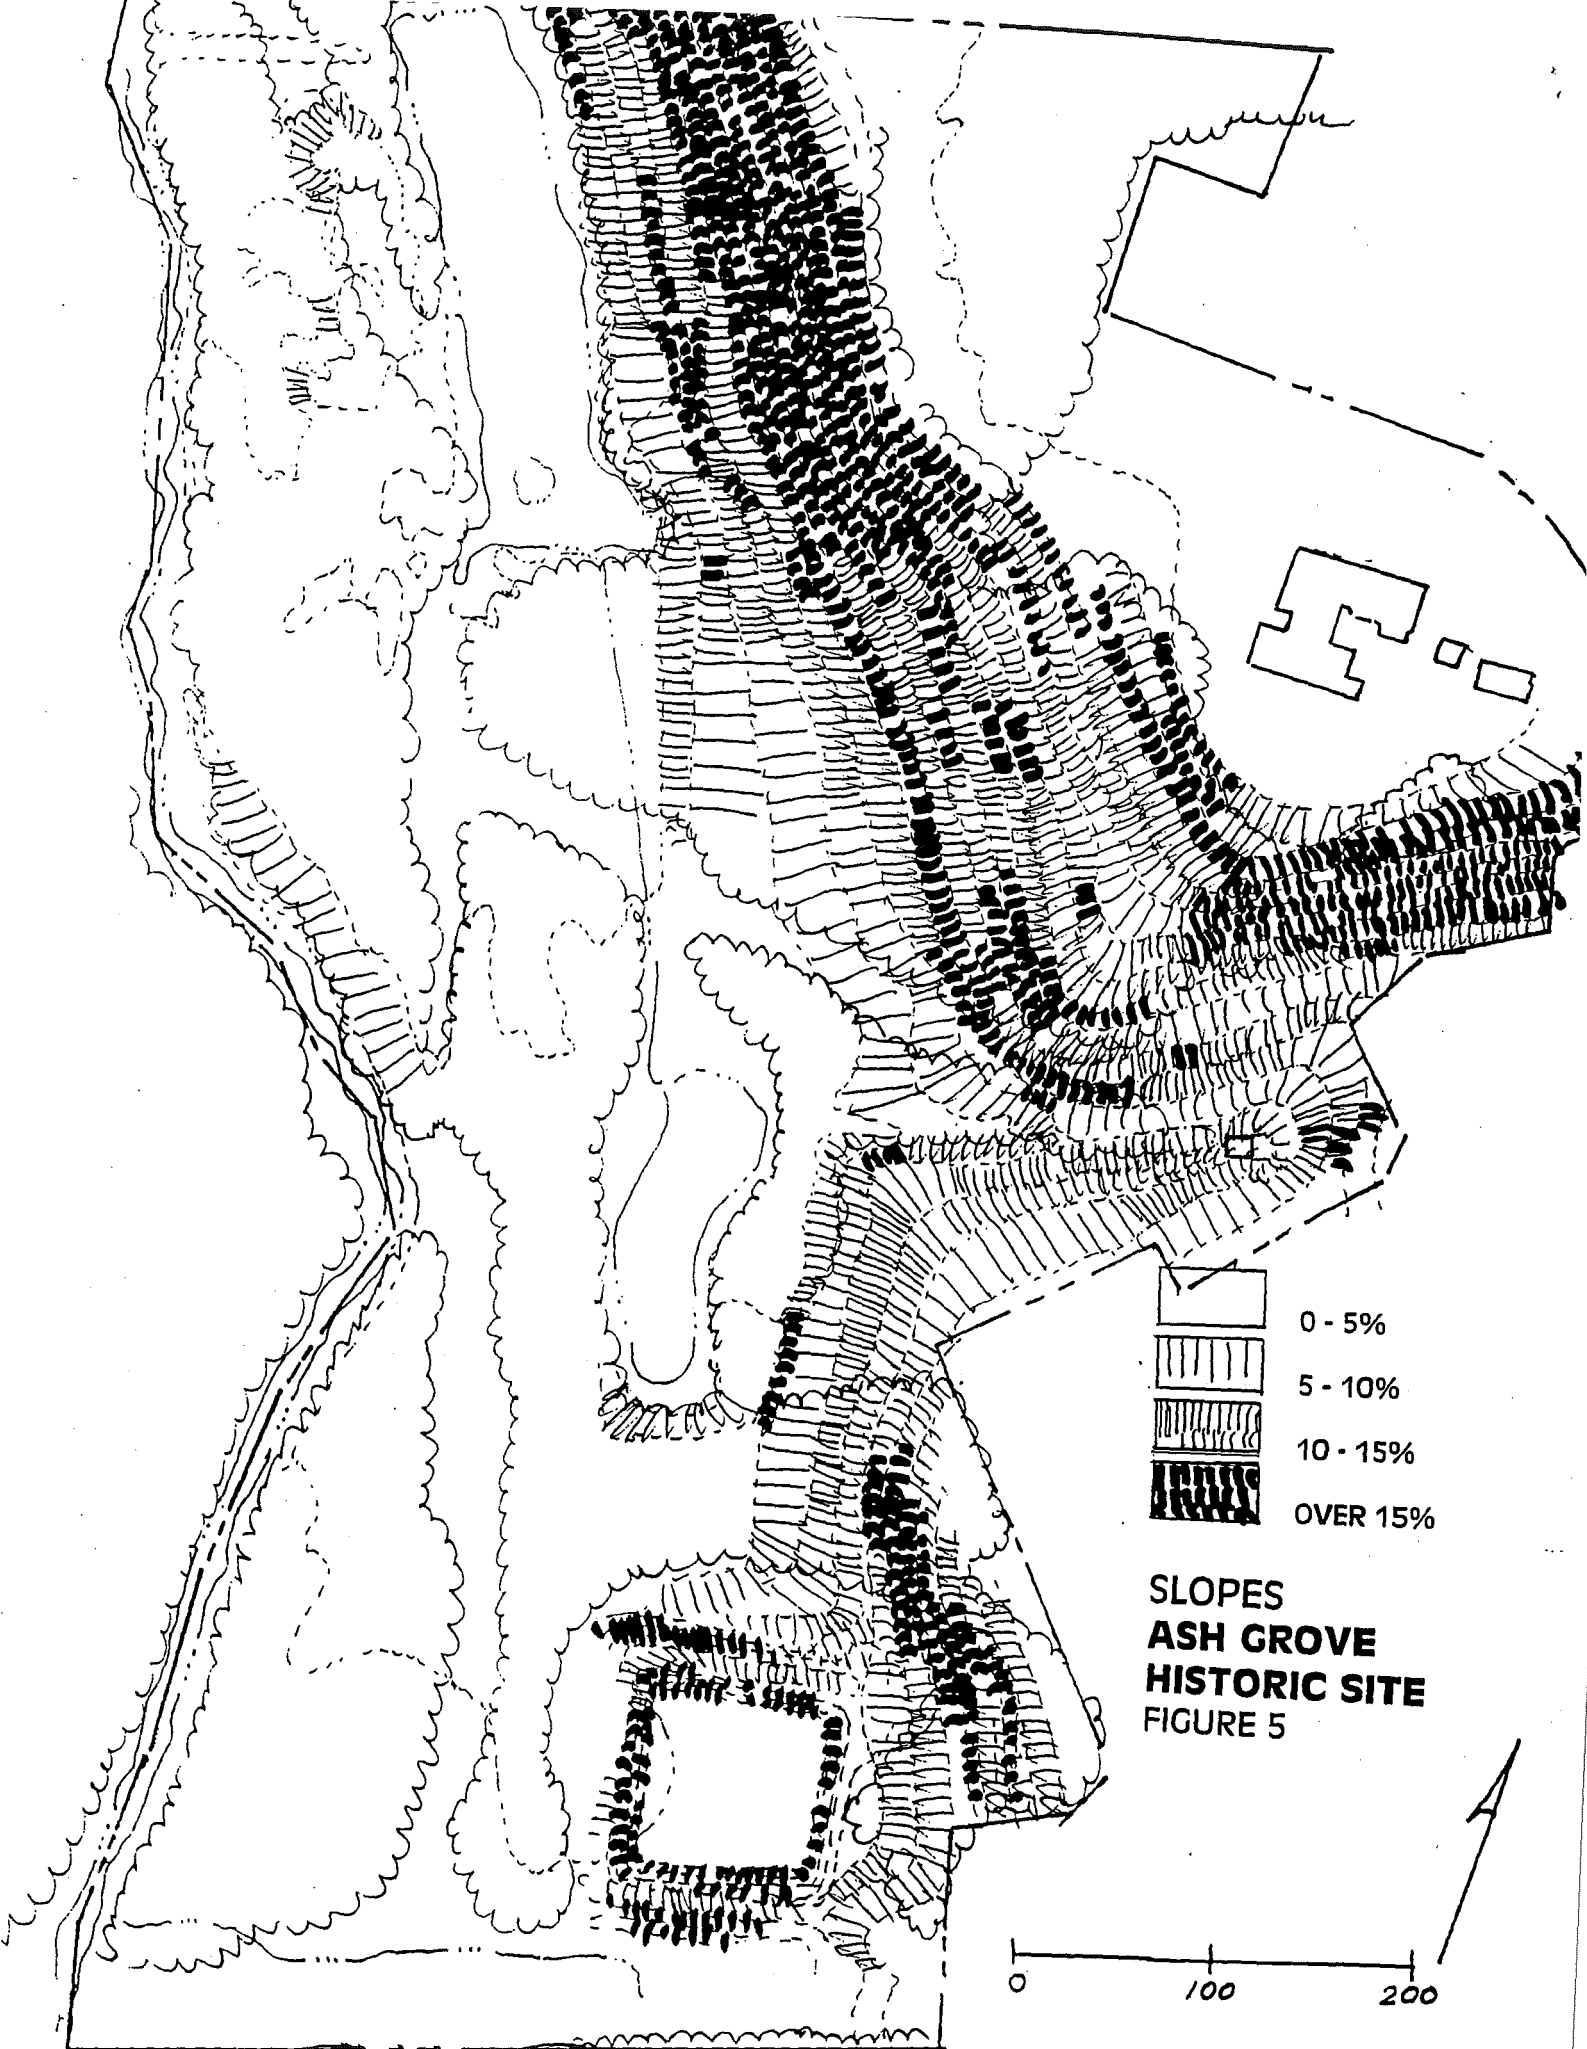 0 - 5%
5 - 10%
10 - 15%
OVER 15%
SLOPES
ASH GROVE
HISTORIC SITE
FIGURE 5
0 100 200